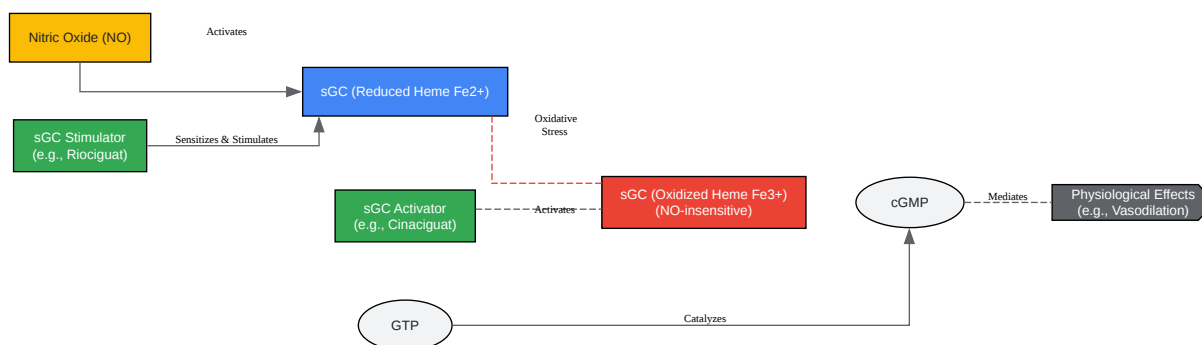 Nitric Oxide (NO)
Activates
sGC (Reduced Heme Fe2+)
sGC Stimulator
(e.g., Riociguat)
Sensitizes & Stimulates
Oxidative
Stress
sGC Activator
(e.g., Cinaciguat)
Activates
sGC (Oxidized Heme Fe3+)
(NO-insensitive)
cGMP
Mediates
Physiological Effects
(e.g., Vasodilation)
GTP
Catalyzes